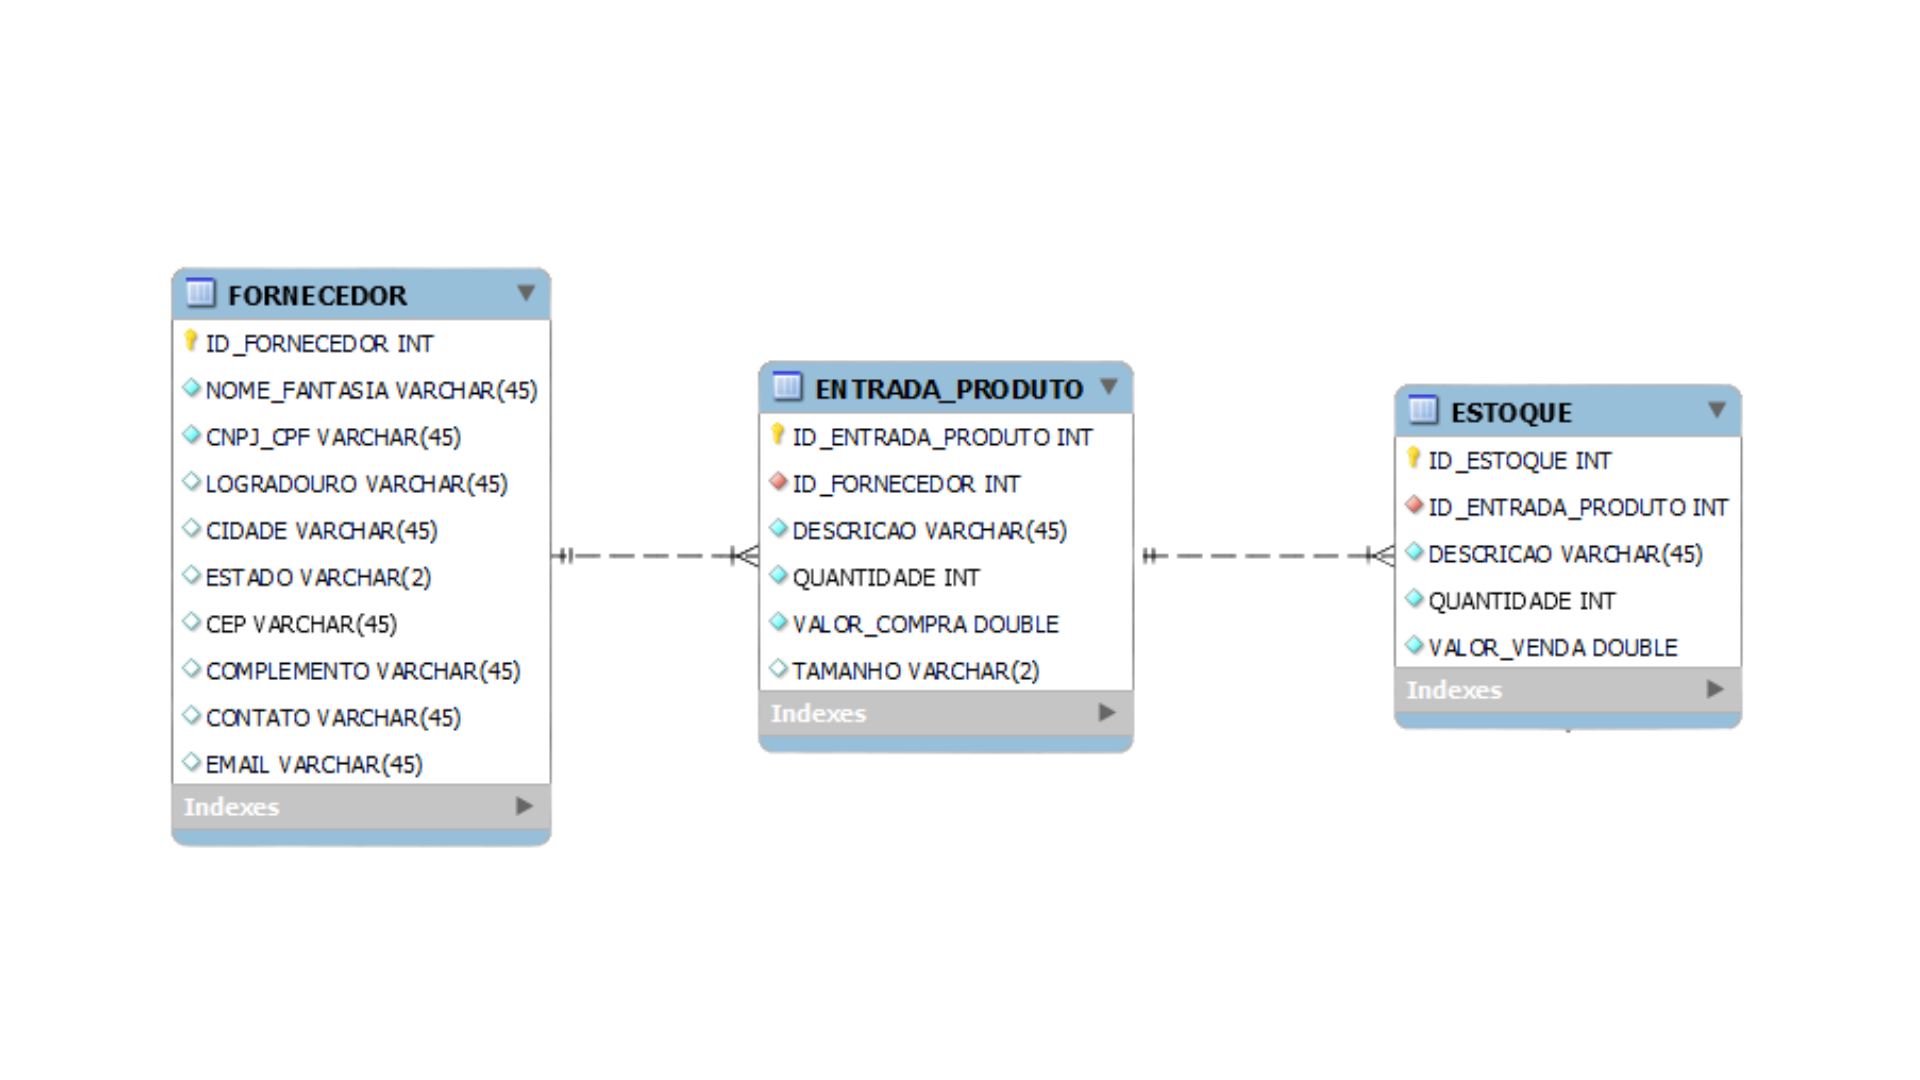 FORNECEDOR
ID_FORNECEDOR INT
NOME_FANTASIA VARCHAR(45)
CNPJ_CPF VARCHAR(45)
LOGRADOURO VARCHAR(45)
CIDADE VARCHAR(45)
ESTADO VARCHAR(2)
CEP VARCHAR(45)
COMPLEMENTO VARCHAR(45)
CONTATO VARCHAR(45)
EMAIL VARCHAR(45)
Indexes
ENTRADA_PRODUTO
ID_ENTRADA_PRODUTO INT
ID_FORNECEDOR INT
DESCRICAO VARCHAR(45)
QUANTIDADE INT
VALOR_COMPRA DOUBLE
TAMANHO VARCHAR(2)
Indexes
ESTOQUE
ID_ESTOQUE INT
ID_ENTRADA_PRODUTO INT
DESCRICAO VARCHAR(45)
QUANTIDADE INT
VALOR_VENDA DOUBLE
Indexes